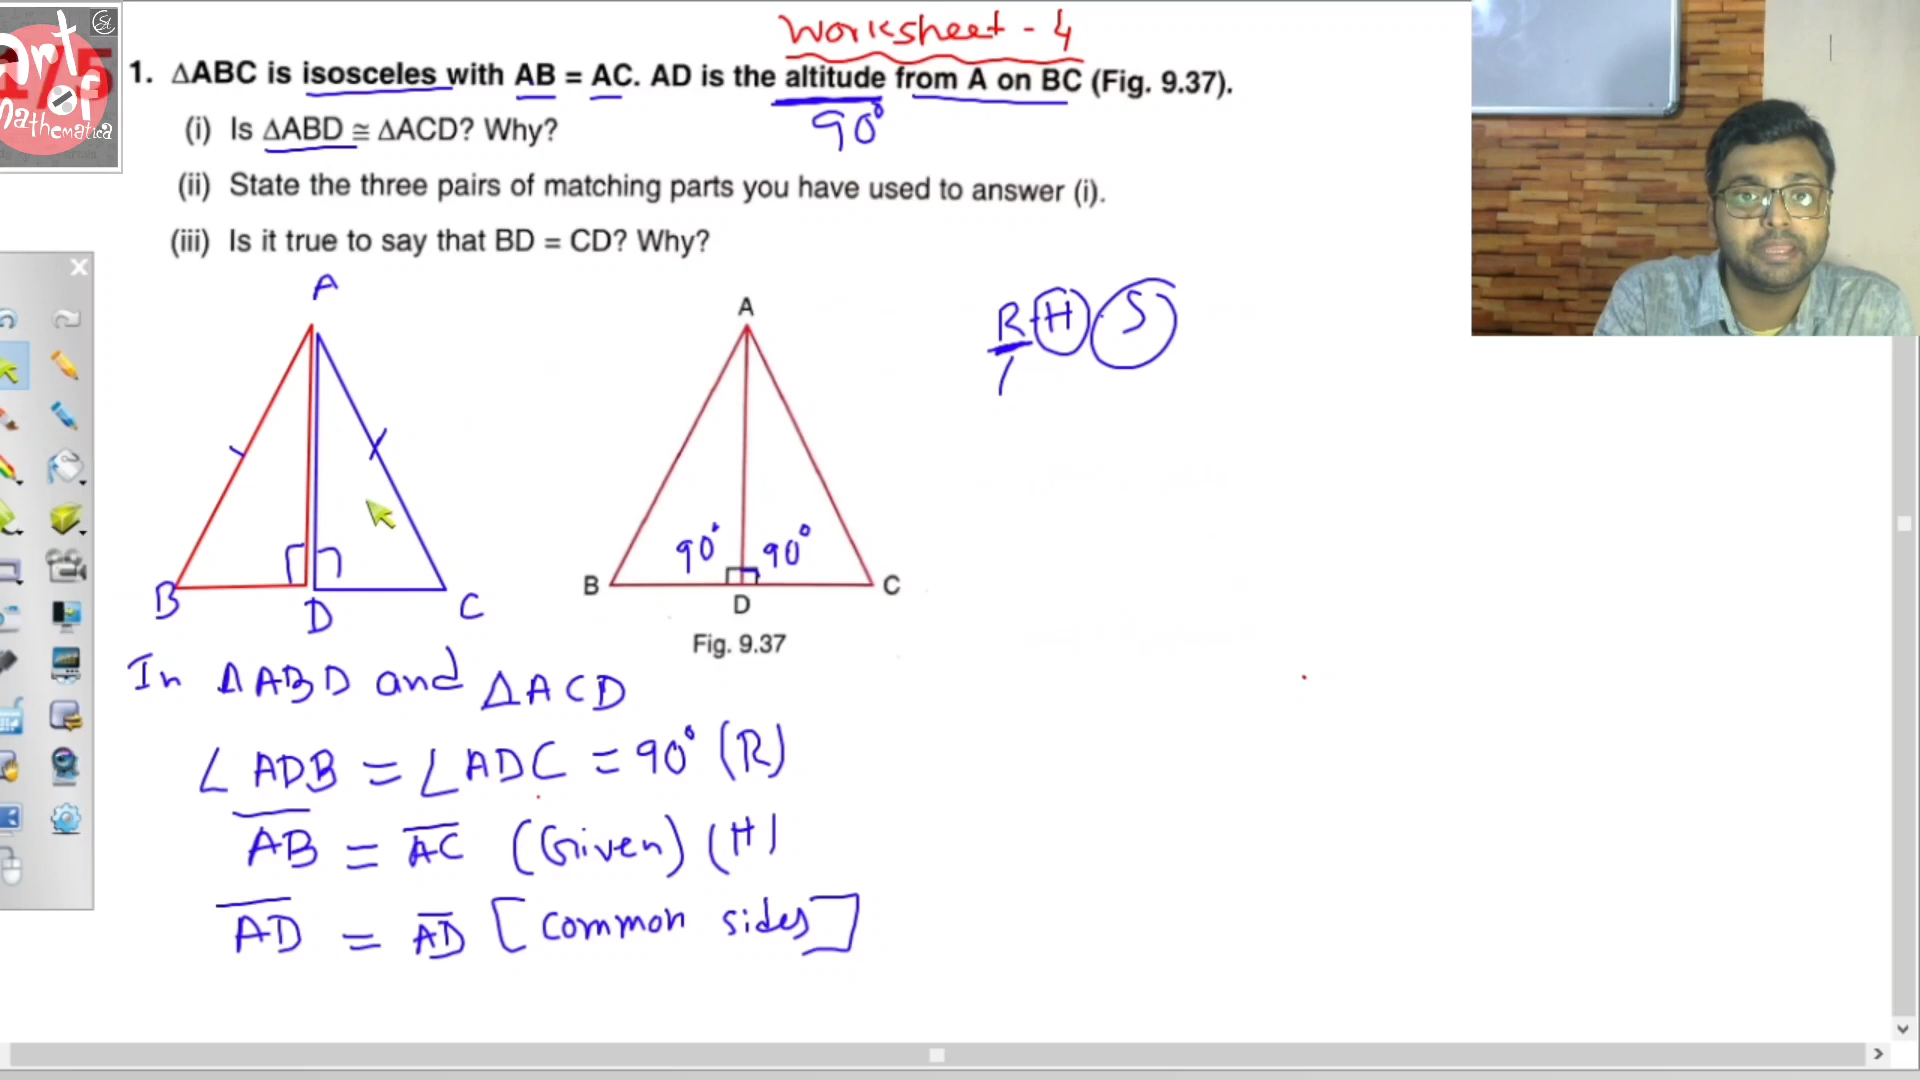 Worksheet - 4
Art
of
Mathematica
1. ΔABC is isosceles with AB = AC. AD is the altitude from A on BC (Fig. 9.37).
90°
(i) Is ΔABD ≅ ΔACD? Why?
(ii) State the three pairs of matching parts you have used to answer (i).
(iii) Is it true to say that BD = CD? Why?
A
B
D
C
A
90° 90°
B
D
C
Fig. 9.37
R H S
In ΔABD and ΔACD
∠ADB = ∠ADC = 90° (R)
AB = AC (Given) (H)
AD = AD [Common sides]